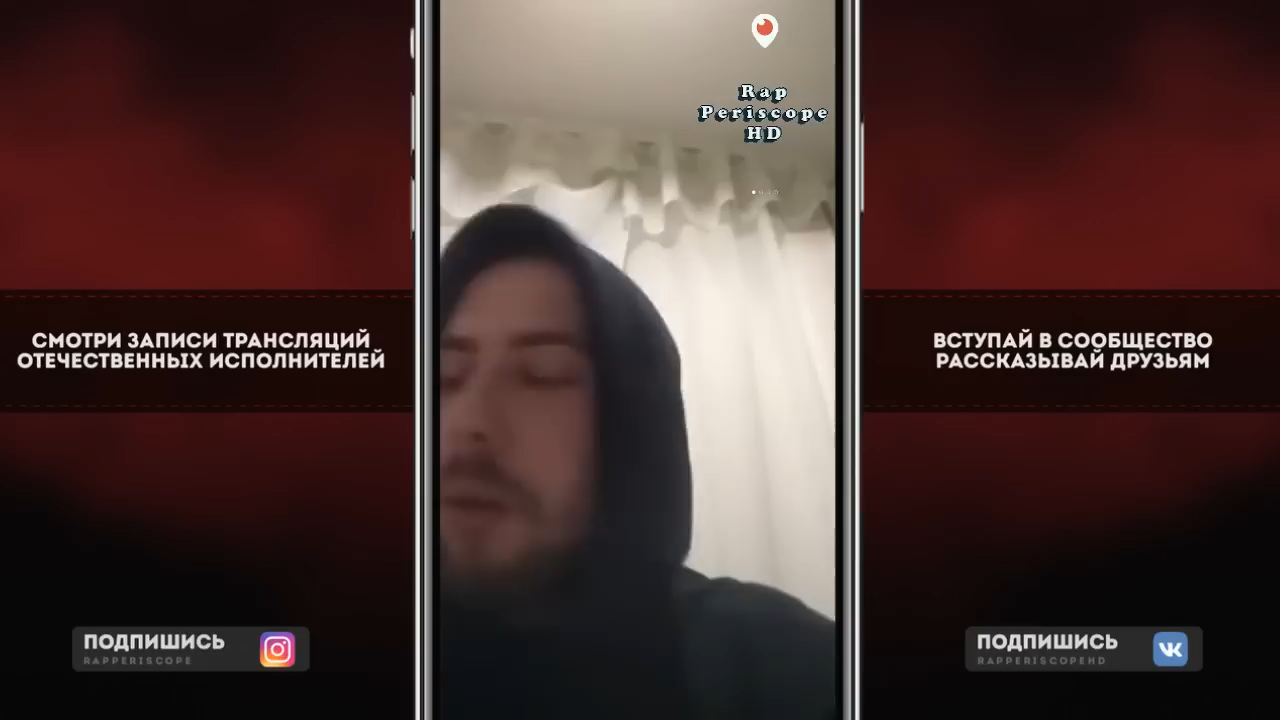 Rap
Periscope
HD
СМОТРИ ЗАПИСИ ТРАНСЛЯЦИЙ
ОТЕЧЕСТВЕННЫХ ИСПОЛНИТЕЛЕЙ
ВСТУПАЙ В СООБЩЕСТВО
РАССКАЗЫВАЙ ДРУЗЬЯМ
ПОДПИШИСЬ
RAPPERISCOPE
ПОДПИШИСЬ
RAPPERISCOPEHD